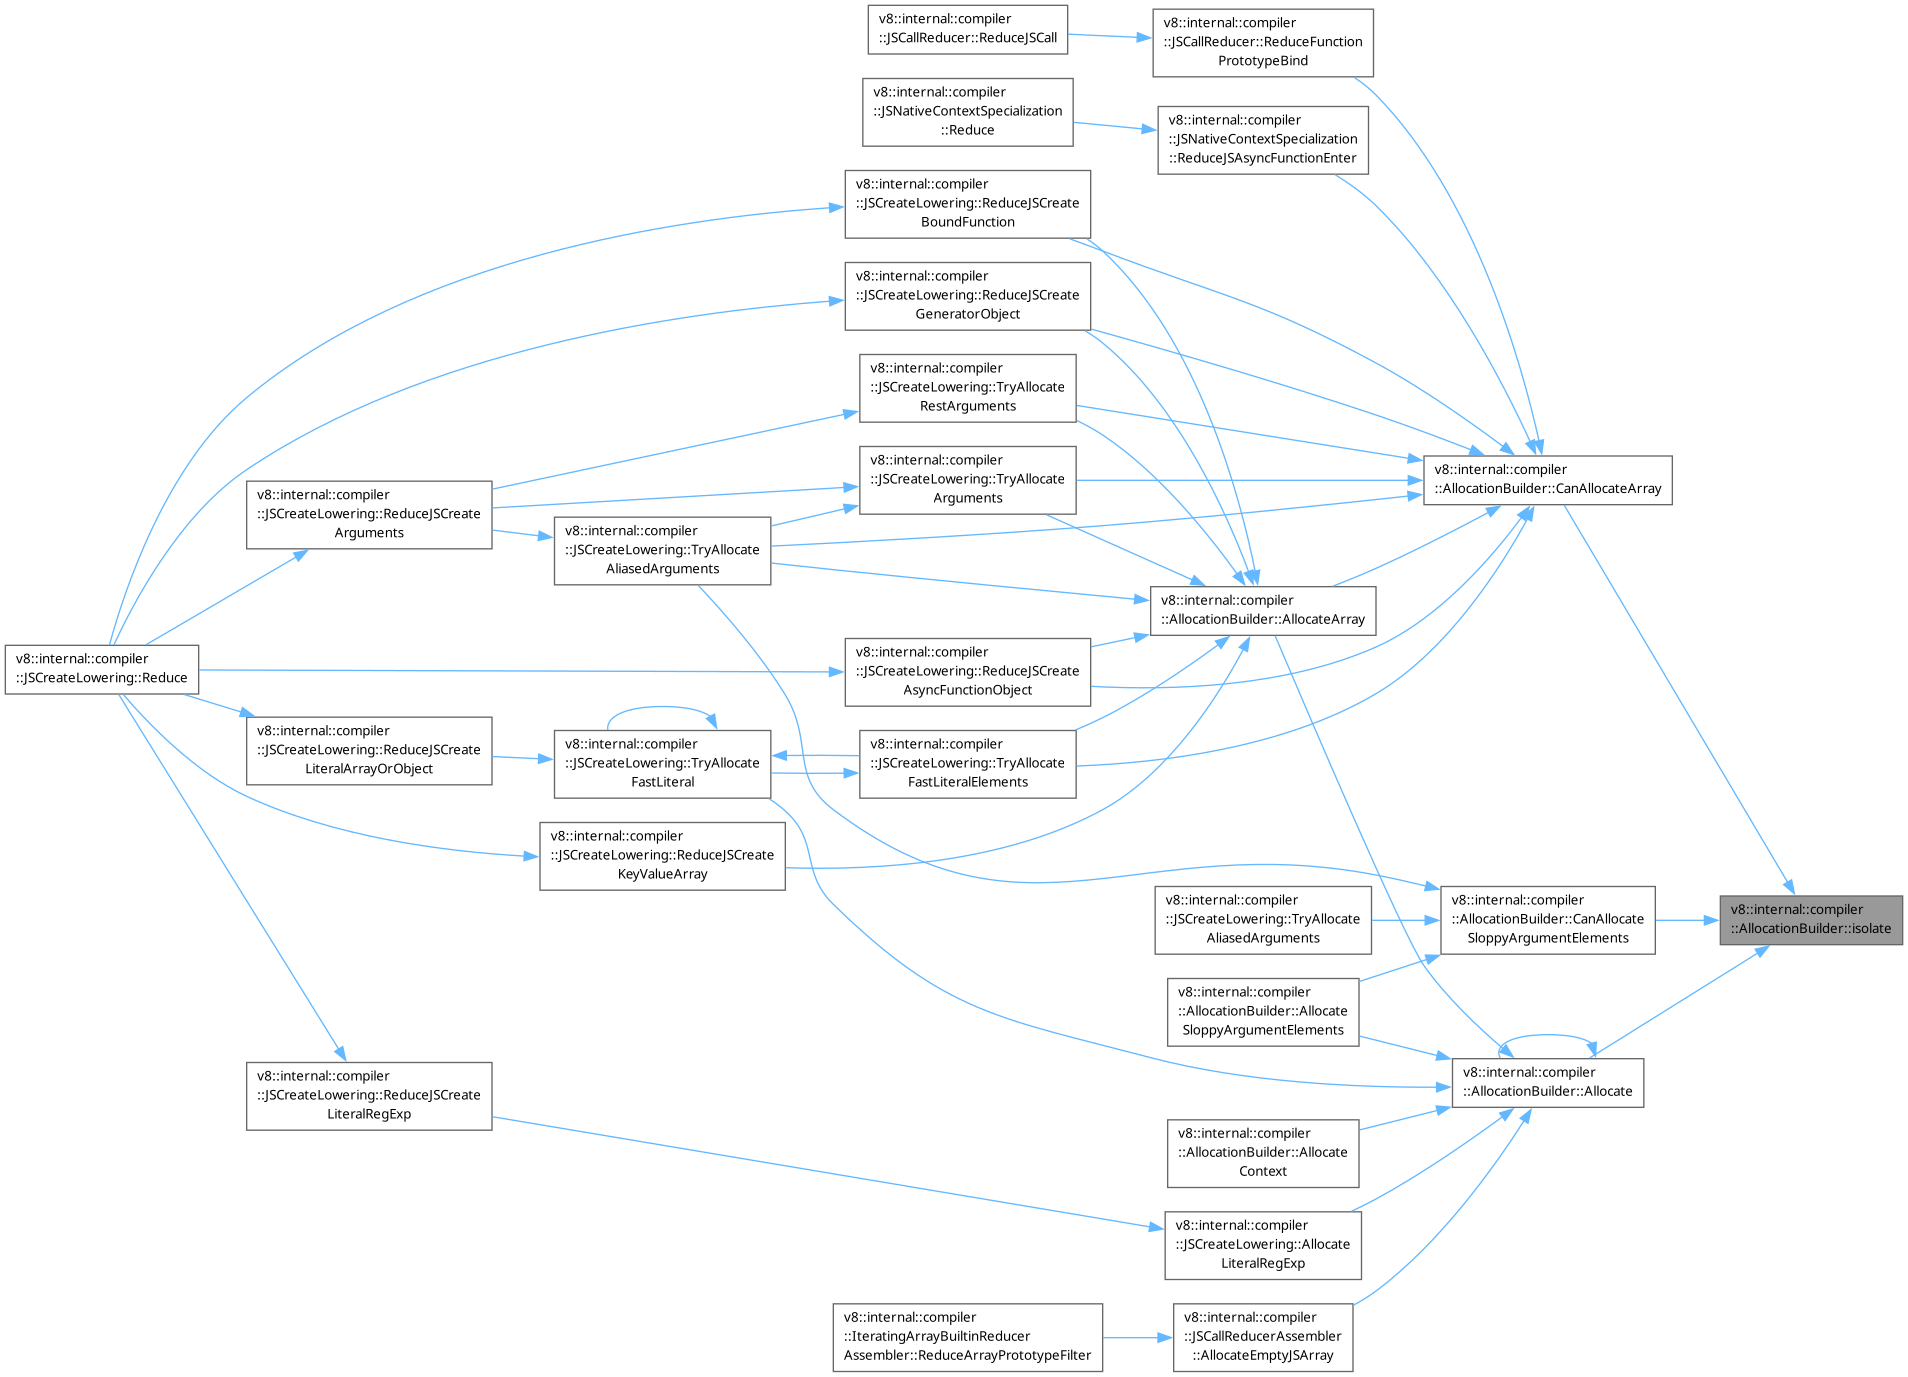 v8::internal::compiler
::JSCallReducer::ReduceJSCall
v8::internal::compiler
::JSCallReducer::ReduceFunction
PrototypeBind
v8::internal::compiler
::JSNativeContextSpecialization
::Reduce
v8::internal::compiler
::JSNativeContextSpecialization
::ReduceJSAsyncFunctionEnter
v8::internal::compiler
::JSCreateLowering::ReduceJSCreate
BoundFunction
v8::internal::compiler
::JSCreateLowering::ReduceJSCreate
GeneratorObject
v8::internal::compiler
::JSCreateLowering::TryAllocate
RestArguments
v8::internal::compiler
::JSCreateLowering::TryAllocate
Arguments
v8::internal::compiler
::AllocationBuilder::CanAllocateArray
v8::internal::compiler
::JSCreateLowering::ReduceJSCreate
Arguments
v8::internal::compiler
::JSCreateLowering::TryAllocate
AliasedArguments
v8::internal::compiler
::AllocationBuilder::AllocateArray
v8::internal::compiler
::JSCreateLowering::Reduce
v8::internal::compiler
::JSCreateLowering::ReduceJSCreate
AsyncFunctionObject
v8::internal::compiler
::JSCreateLowering::ReduceJSCreate
LiteralArrayOrObject
v8::internal::compiler
::JSCreateLowering::TryAllocate
FastLiteral
v8::internal::compiler
::JSCreateLowering::TryAllocate
FastLiteralElements
v8::internal::compiler
::JSCreateLowering::ReduceJSCreate
KeyValueArray
v8::internal::compiler
::JSCreateLowering::TryAllocate
AliasedArguments
v8::internal::compiler
::AllocationBuilder::CanAllocate
SloppyArgumentElements
v8::internal::compiler
::AllocationBuilder::isolate
v8::internal::compiler
::AllocationBuilder::Allocate
SloppyArgumentElements
v8::internal::compiler
::JSCreateLowering::ReduceJSCreate
LiteralRegExp
v8::internal::compiler
::AllocationBuilder::Allocate
v8::internal::compiler
::AllocationBuilder::Allocate
Context
v8::internal::compiler
::JSCreateLowering::Allocate
LiteralRegExp
v8::internal::compiler
::IteratingArrayBuiltinReducer
Assembler::ReduceArrayPrototypeFilter
v8::internal::compiler
::JSCallReducerAssembler
::AllocateEmptyJSArray